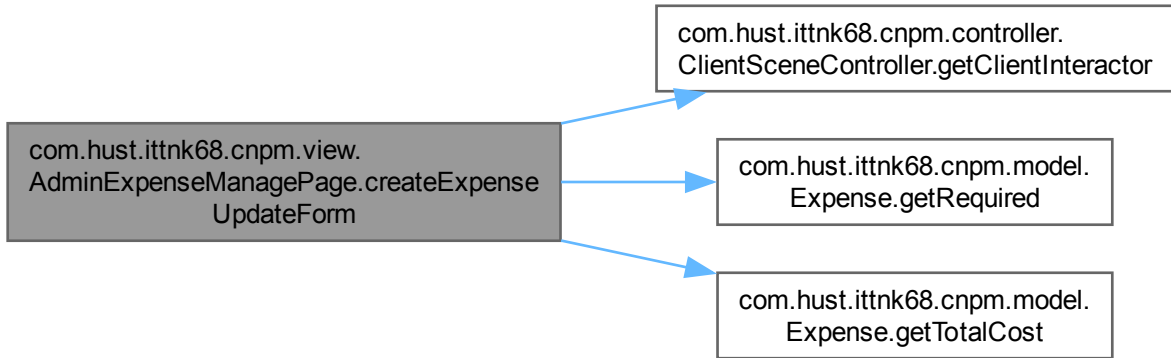 com.hust.ittnk68.cnpm.view.
AdminExpenseManagePage.createExpense
UpdateForm
com.hust.ittnk68.cnpm.controller.
ClientSceneController.getClientInteractor
com.hust.ittnk68.cnpm.model.
Expense.getRequired
com.hust.ittnk68.cnpm.model.
Expense.getTotalCost